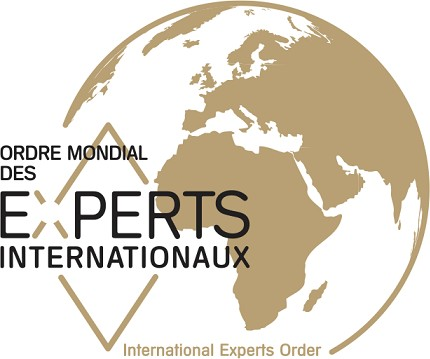 ORDRE MONDIAL
DES
EXPERTS
INTERNATIONAUX
International Experts Order